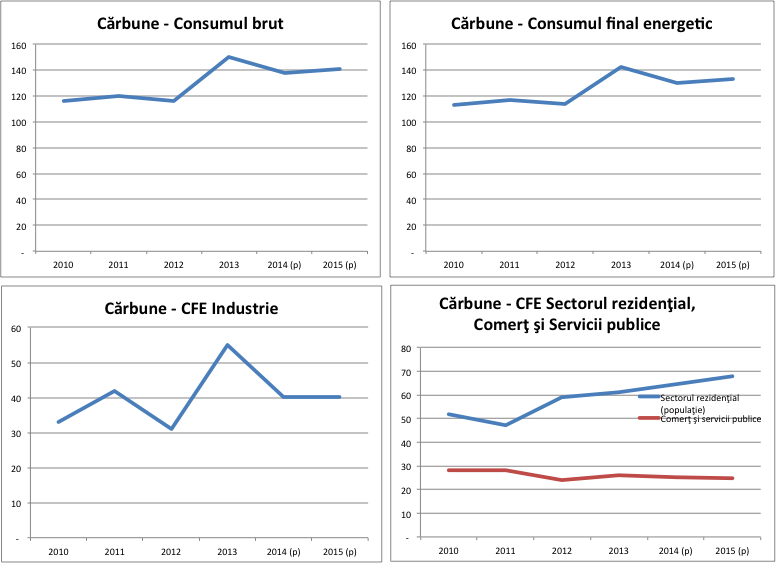 Cărbune - Consumul brut
160
140
120
100
80
60
40
20
-
2010 2011 2012 2013 2014 (p) 2015 (p)
Cărbune - Consumul final energetic
160
140
120
100
80
60
40
20
-
2010 2011 2012 2013 2014 (p) 2015 (p)
Cărbune - CFE Industrie
60
50
40
30
20
10
-
2010 2011 2012 2013 2014 (p) 2015 (p)
Cărbune - CFE Sectorul rezidenţial,
Comerţ şi Servicii publice
80
70
60
50
40
30
20
10
-
Sectorul rezidenţial
(populaţie)
Comerţ şi servicii publice
2010 2011 2012 2013 2014 (p) 2015 (p)